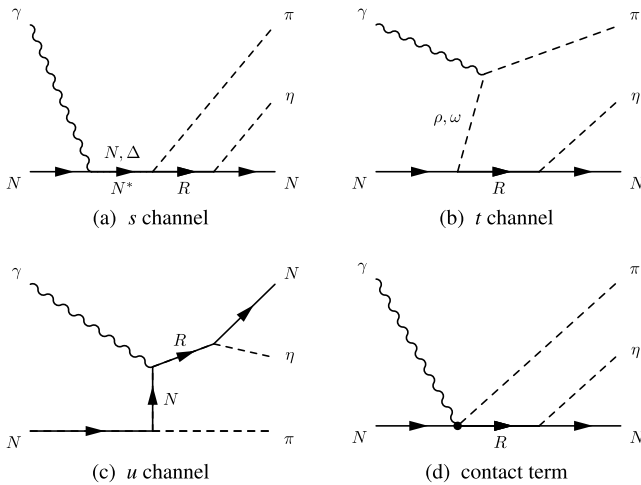 γ π
η
N, Δ
N N* R N
(a) s channel
γ π
η
ρ, ω
N R N
(b) t channel
γ N
R
η
N
N π
(c) u channel
γ π
η
N R N
(d) contact term